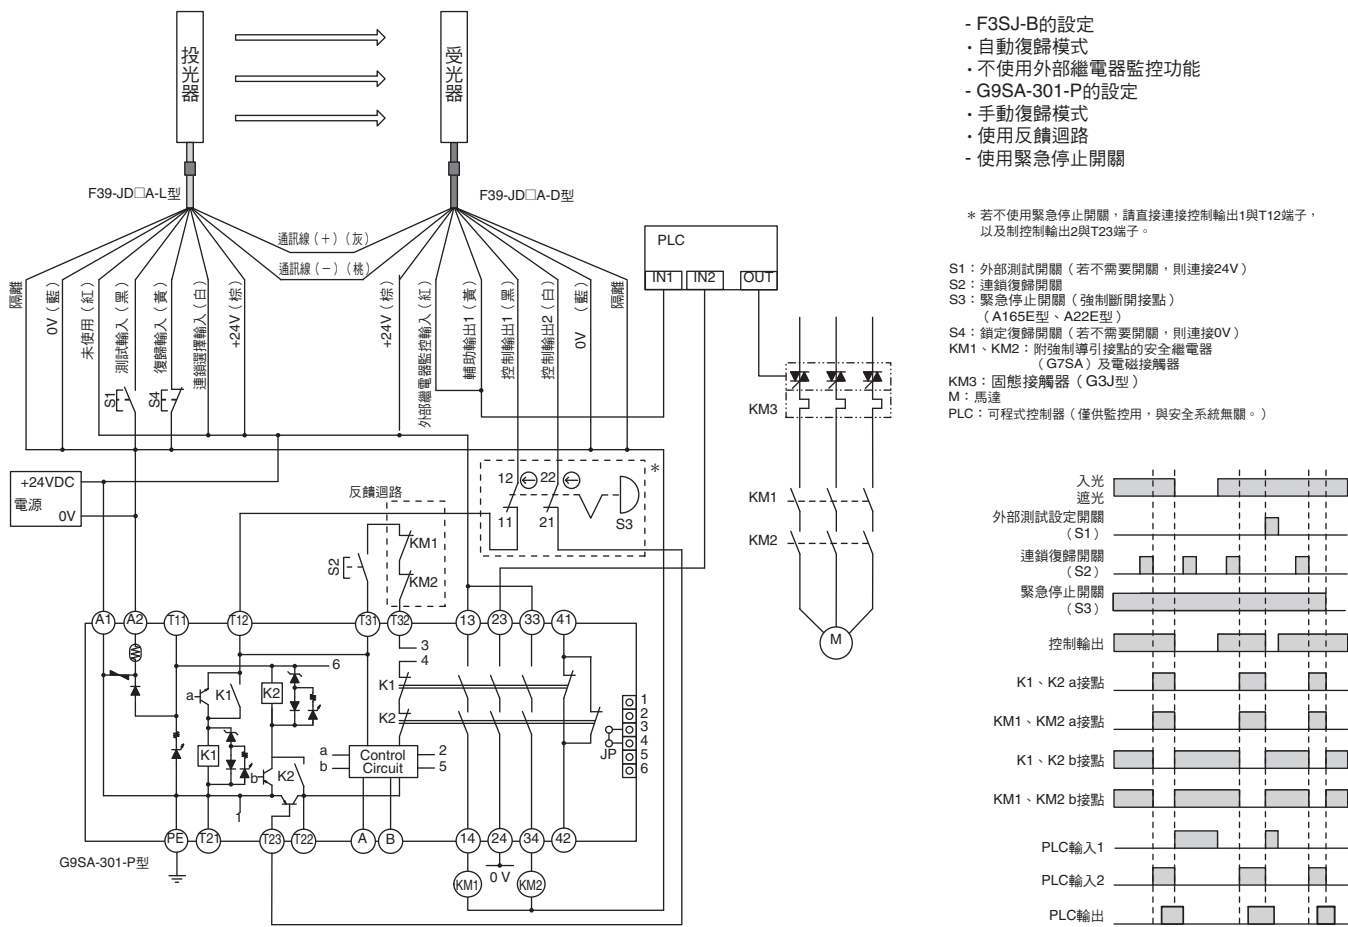 投光器
受光器
F39-JD□A-L型
F39-JD□A-D型
通訊線（+）（灰）
通訊線（-）（桃）
隔離
0V（藍）
未使用（紅）
測試輸入（黑）
復歸輸入（黃）
連鎖選擇輸入（白）
+24V（棕）
+24V（棕）
外部繼電器監控輸入（紅）
輔助輸出1（黃）
控制輸出1（黑）
控制輸出2（白）
0V（藍）
隔離
S1
S4
PLC
IN1
IN2
OUT
KM3
KM1
KM2
M
+24VDC
電源
0V
反饋迴路
KM1
KM2
S2
12
22
11
21
S3
*
A1
A2
T11
T12
T31
T32
13
23
33
41
3
4
6
a
K1
K2
K1
K2
K1
b
K2
a
b
Control
Circuit
2
5
JP
1
2
3
4
5
6
PE
T21
T23
T22
A
B
14
24
34
42
G9SA-301-P型
KM1
0 V
KM2
- F3SJ-B的設定
・自動復歸模式
・不使用外部繼電器監控功能
- G9SA-301-P的設定
・手動復歸模式
・使用反饋迴路
- 使用緊急停止開關
＊若不使用緊急停止開關，請直接連接控制輸出1與T12端子，
以及制控制輸出2與T23端子。
S1：外部測試開關（若不需要開關，則連接24V）
S2：連鎖復歸開關
S3：緊急停止開關（強制斷開接點）
（A165E型、A22E型）
S4：鎖定復歸開關（若不需要開關，則連接0V）
KM1、KM2：附強制導引接點的安全繼電器
（G7SA）及電磁接觸器
KM3：固態接觸器（G3J型）
M：馬達
PLC：可程式控制器（僅供監控用，與安全系統無關。）
入光
遮光
外部測試設定開關
（S1）
連鎖復歸開關
（S2）
緊急停止開關
（S3）
控制輸出
K1、K2 a接點
KM1、KM2 a接點
K1、K2 b接點
KM1、KM2 b接點
PLC輸入1
PLC輸入2
PLC輸出